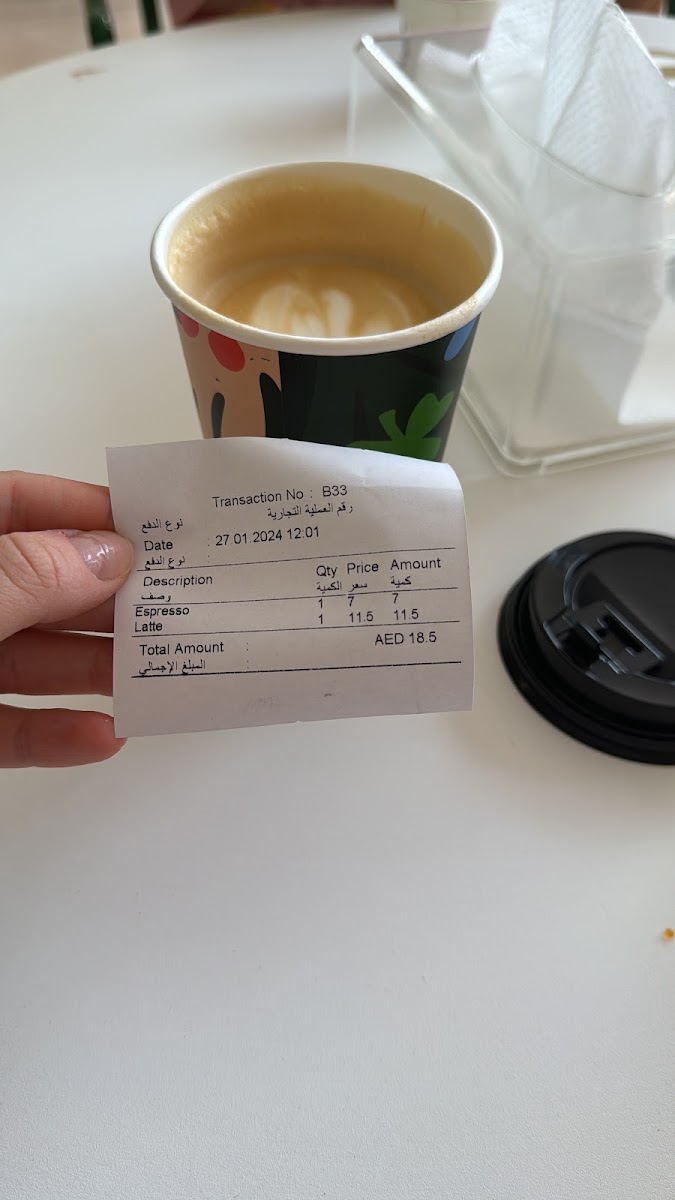 Transaction No : B33
رقم العملية التجارية
نوع الدفع
Date : 27 01 2024 12:01
نوع الدفع :
Description Qty Price Amount
وصف الكمية سعر كمية
Espresso 1 7 7
Latte 1 11.5 11.5
Total Amount : AED 18.5
المبلغ الإجمالي :